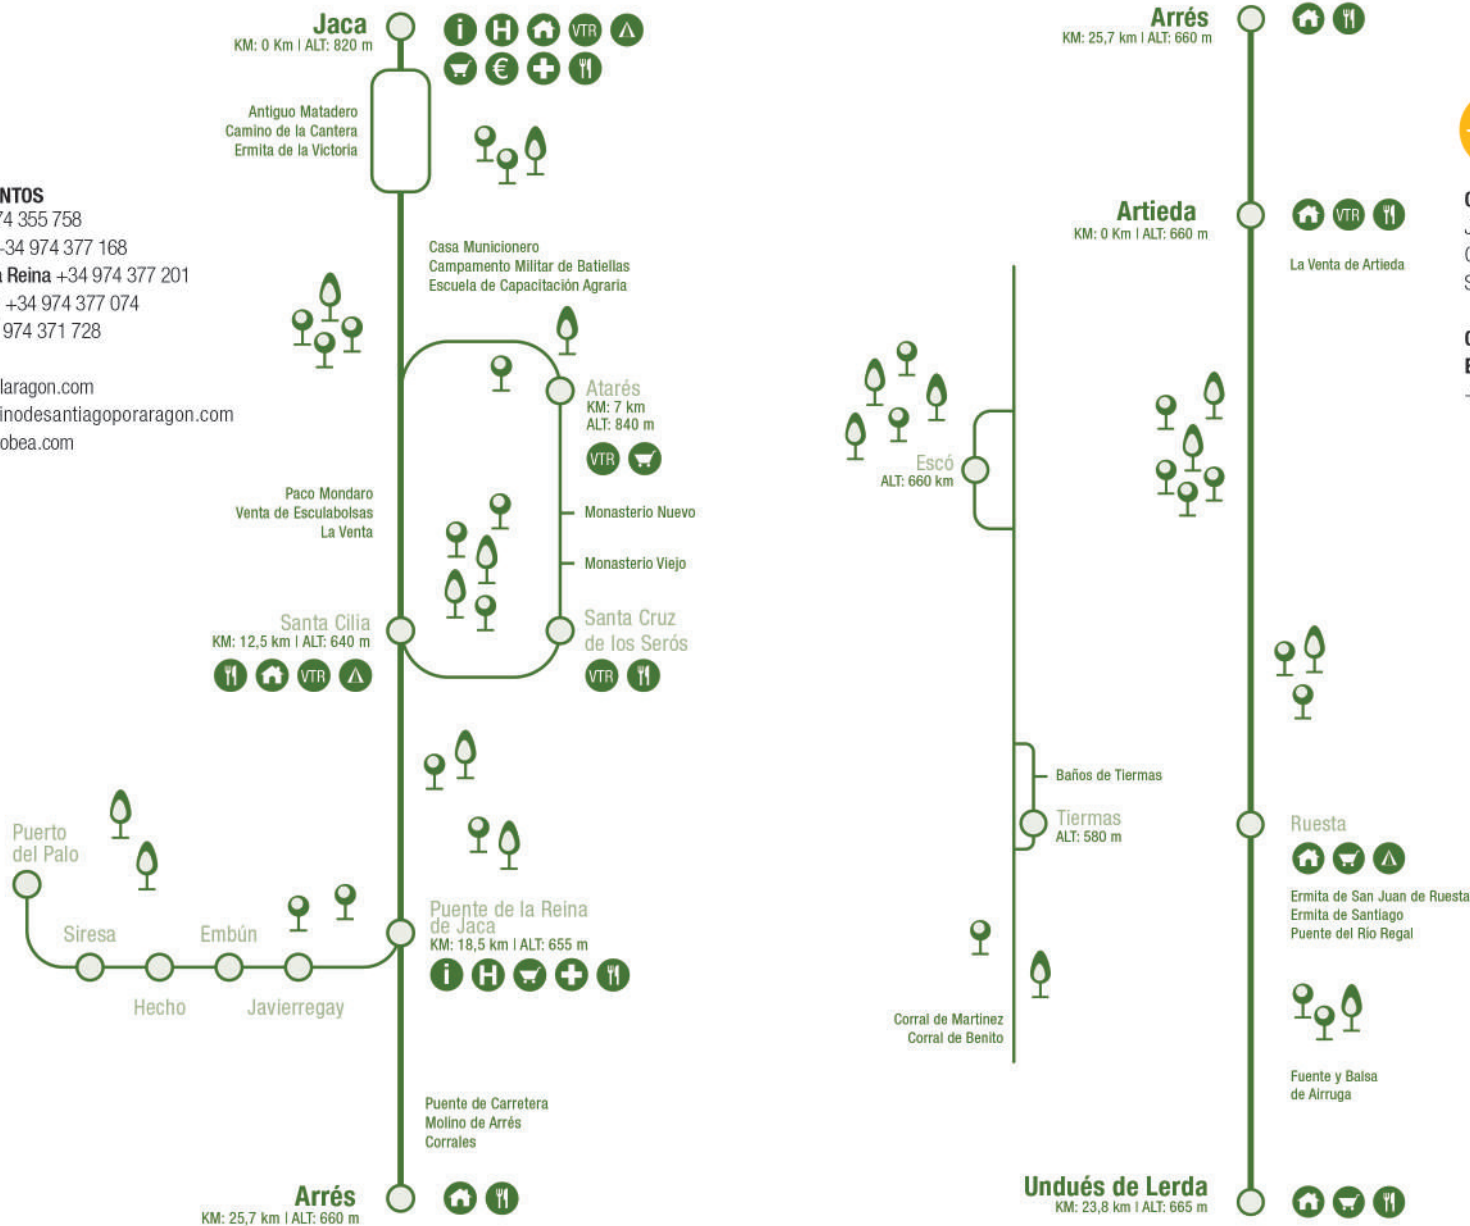 Jaca
KM: 0 Km | ALT: 820 m
i H VTR
€
Antiguo Matadero
Camino de la Cantera
Ermita de la Victoria
NTOS
74 355 758
-34 974 377 168
a Reina +34 974 377 201
+34 974 377 074
974 371 728
laragon.com
inodesantiagoporaragon.com
obea.com
Casa Municionero
Campamento Militar de Batiellas
Escuela de Capacitación Agraria
Atarés
KM: 7 km
ALT: 840 m
VTR
Paco Mondaro
Venta de Esculabolsas
La Venta
Monasterio Nuevo
Monasterio Viejo
Santa Cilia
KM: 12,5 km | ALT: 640 m
VTR
Santa Cruz
de los Serós
VTR
Puerto
del Palo
Siresa
Hecho
Embún
Javierregay
Puente de la Reina
de Jaca
KM: 18,5 km | ALT: 655 m
i H
Puente de Carretera
Molino de Arrés
Corrales
Arrés
KM: 25,7 km | ALT: 660 m
Escó
ALT: 660 km
Baños de Tiermas
Tiermas
ALT: 580 m
Corral de Martinez
Corral de Benito
Arrés
KM: 25,7 km | ALT: 660 m
Artieda
KM: 0 Km | ALT: 660 m
VTR
La Venta de Artieda
Ruesta
Ermita de San Juan de Ruesta
Ermita de Santiago
Puente del Río Regal
Fuente y Balsa
de Airruga
Undués de Lerda
KM: 23,8 km | ALT: 665 m